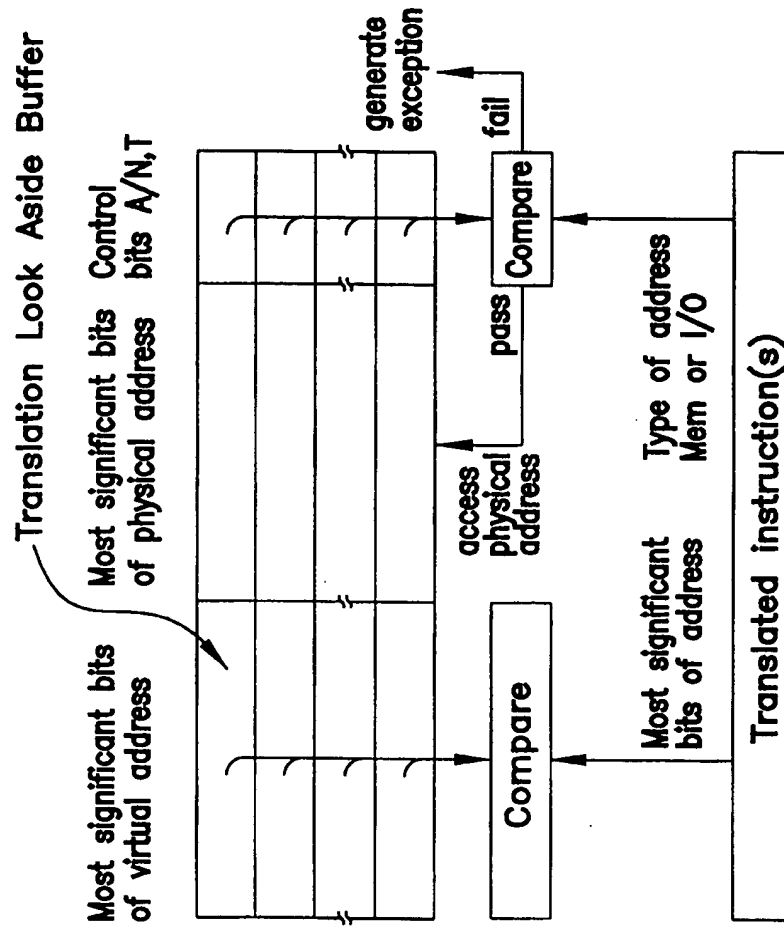 Translation Look Aside Buffer
Most significant bits
of virtual address
Most significant bits
of physical address
Control
bits A/N,T
Compare
access
physical
address
pass
Compare
fail
generate
exception
Most significant
bits of address
Type of address
Mem or I/O
Translated instruction(s)